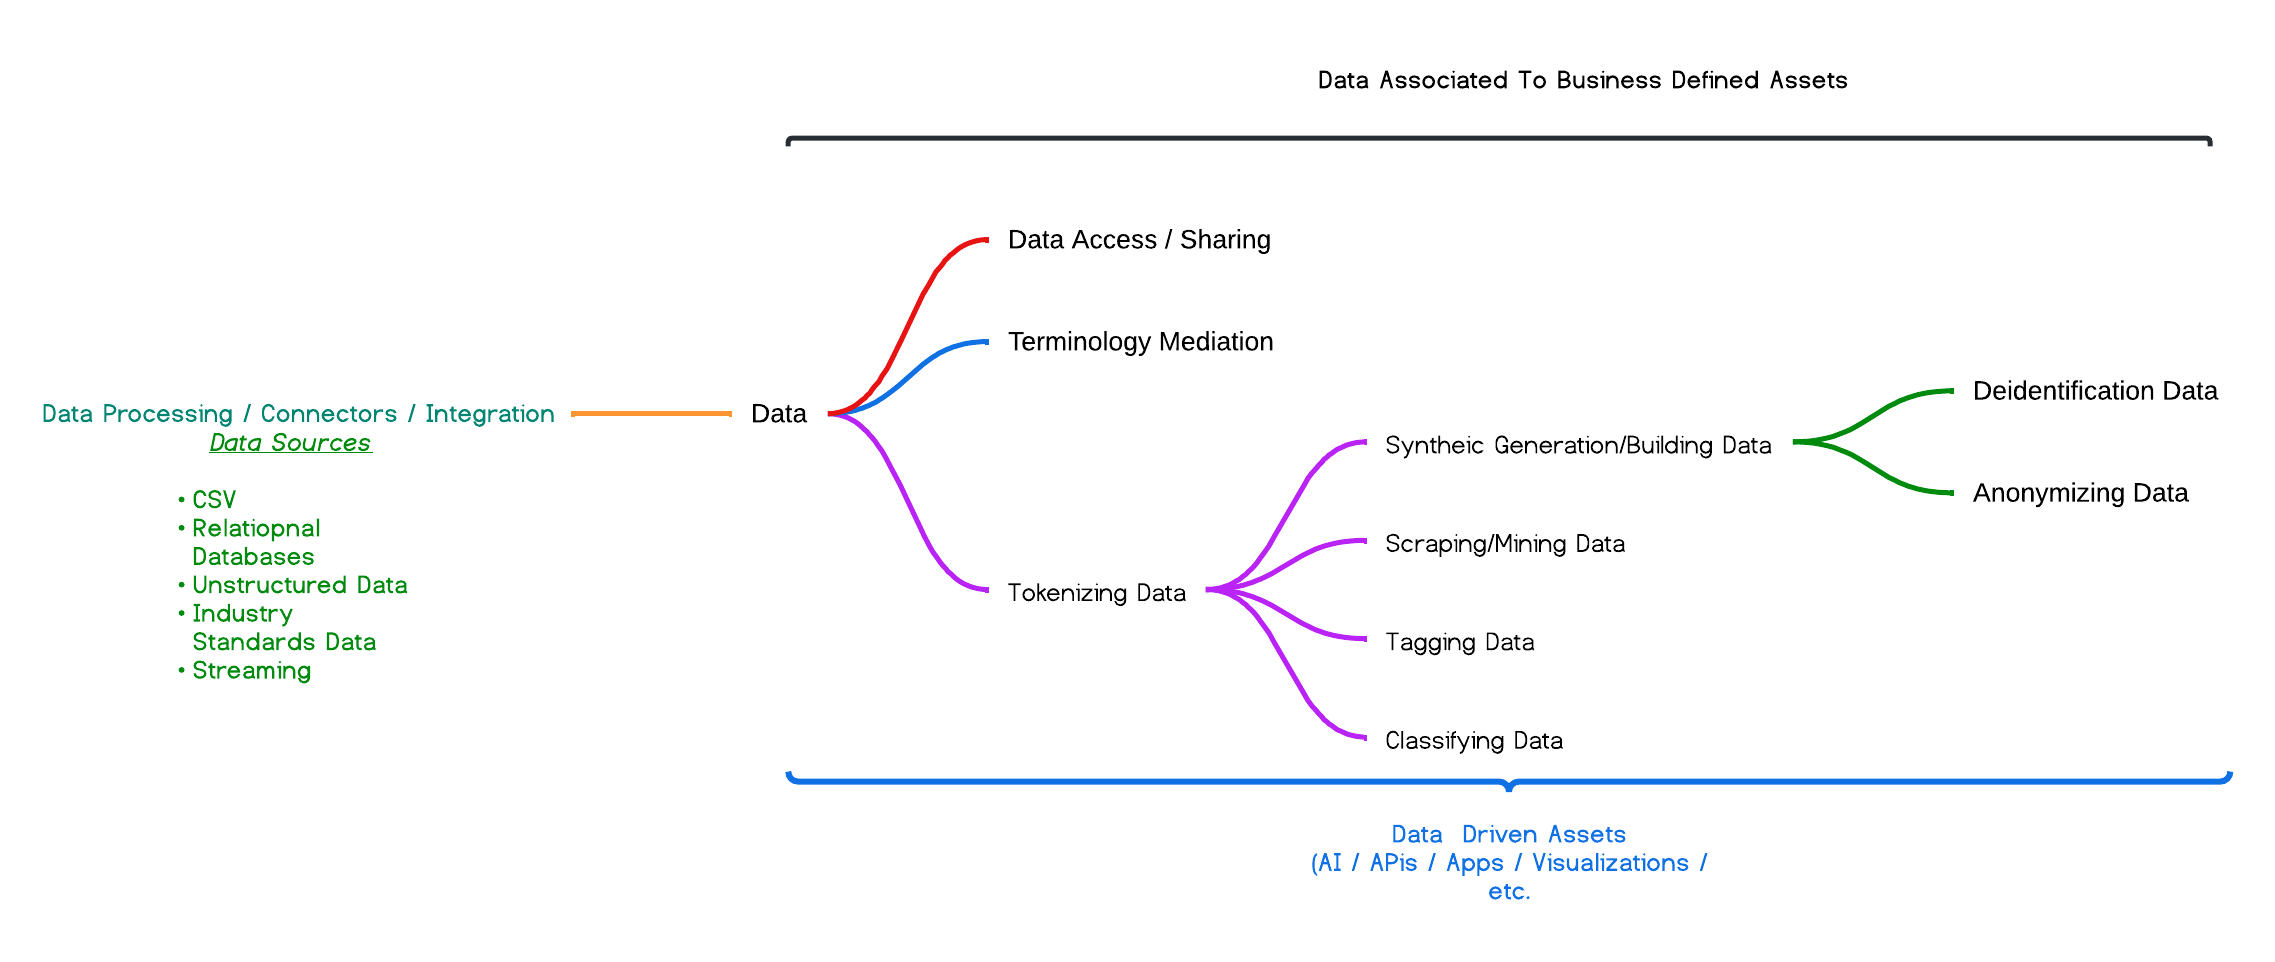 Data Associated To Business Defined Assets
Data Access / Sharing
Terminology Mediation
Data Processing / Connectors / Integration
Data Sources
• CSV
• Relatiopnal
Databases
• Unstructured Data
• Industry
Standards Data
• Streaming
Data
Tokenizing Data
Syntheic Generation/Building Data
Scraping/Mining Data
Tagging Data
Classifying Data
Deidentification Data
Anonymizing Data
Data  Driven Assets
(AI / APis / Apps / Visualizations /
etc.